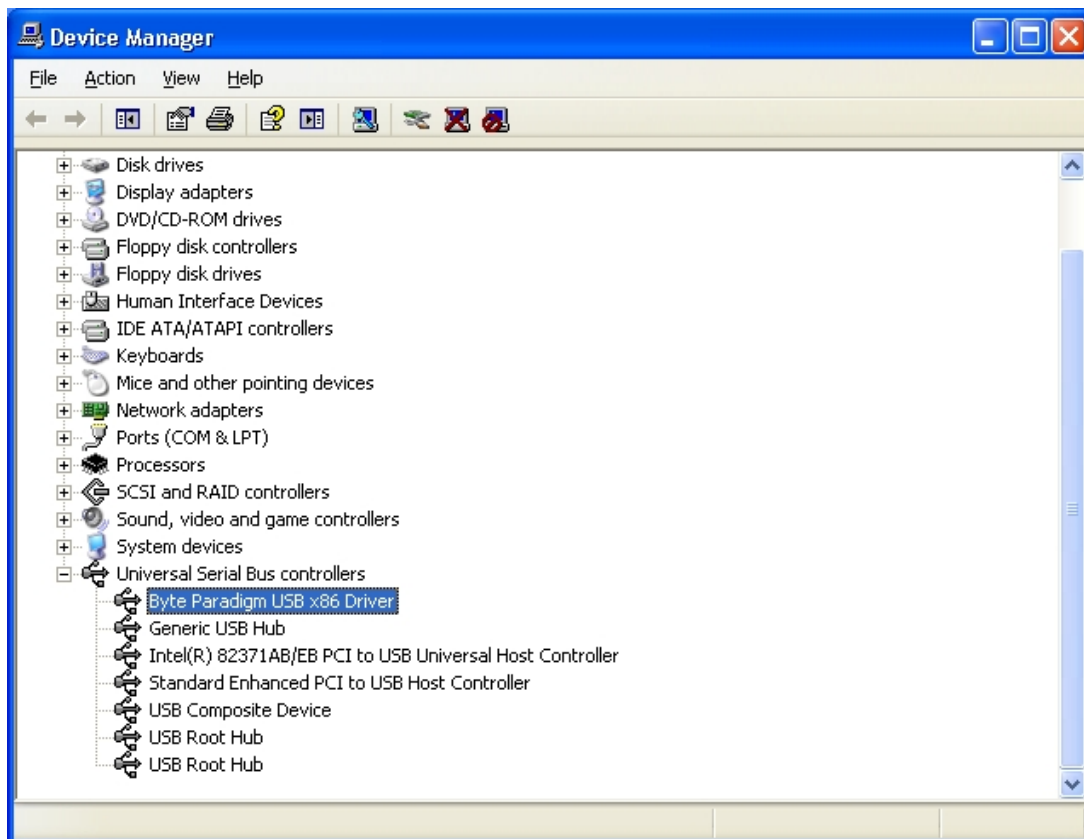 Device Manager
File Action View Help
Disk drives
Display adapters
DVD/CD-ROM drives
Floppy disk controllers
Floppy disk drives
Human Interface Devices
IDE ATA/ATAPI controllers
Keyboards
Mice and other pointing devices
Network adapters
Ports (COM & LPT)
Processors
SCSI and RAID controllers
Sound, video and game controllers
System devices
Universal Serial Bus controllers
Byte Paradigm USB x86 Driver
Generic USB Hub
Intel(R) 82371AB/EB PCI to USB Universal Host Controller
Standard Enhanced PCI to USB Host Controller
USB Composite Device
USB Root Hub
USB Root Hub